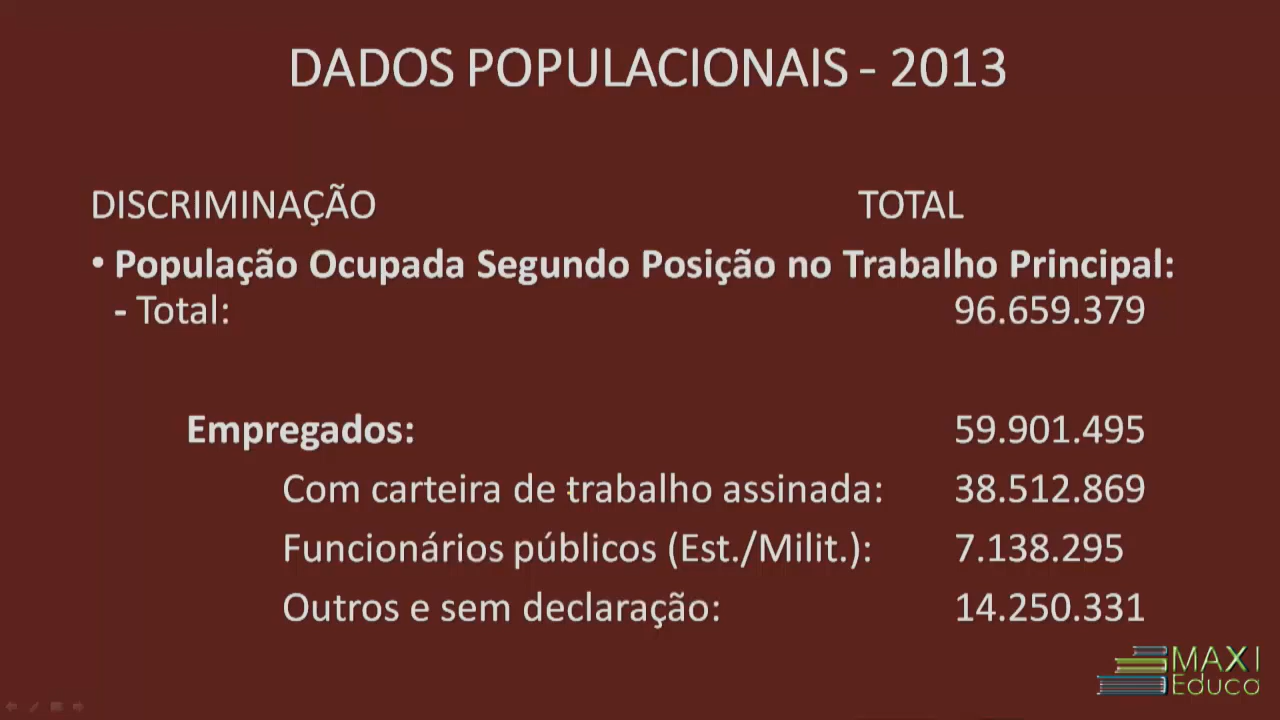 DADOS POPULACIONAIS - 2013
DISCRIMINAÇÃO TOTAL
• População Ocupada Segundo Posição no Trabalho Principal:
- Total: 96.659.379
Empregados: 59.901.495
Com carteira de trabalho assinada: 38.512.869
Funcionários públicos (Est./Milit.): 7.138.295
Outros e sem declaração: 14.250.331
MAXI
Educa